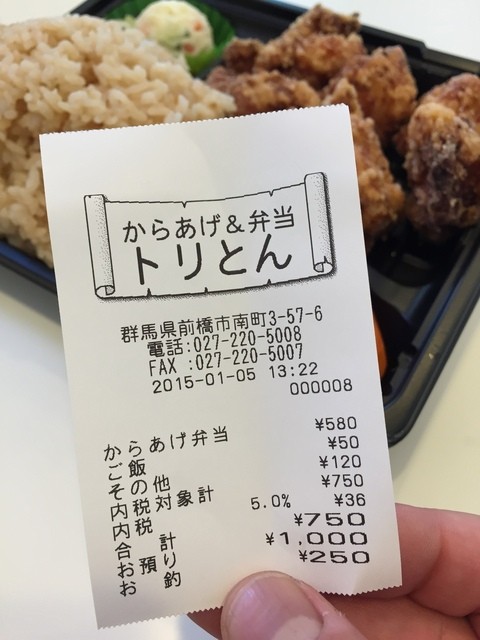 からあげ&弁当
トリとん
群馬県前橋市南町3-57-6
電話:027-220-5008
FAX :027-220-5007
2015-01-05 13:22
000008
からあげ弁当 ¥580
ご飯 ¥50
その他 ¥120
内税対象計 ¥750
内税 5.0% ¥36
合 計 ¥750
お 預 り ¥1,000
お 釣 ¥250